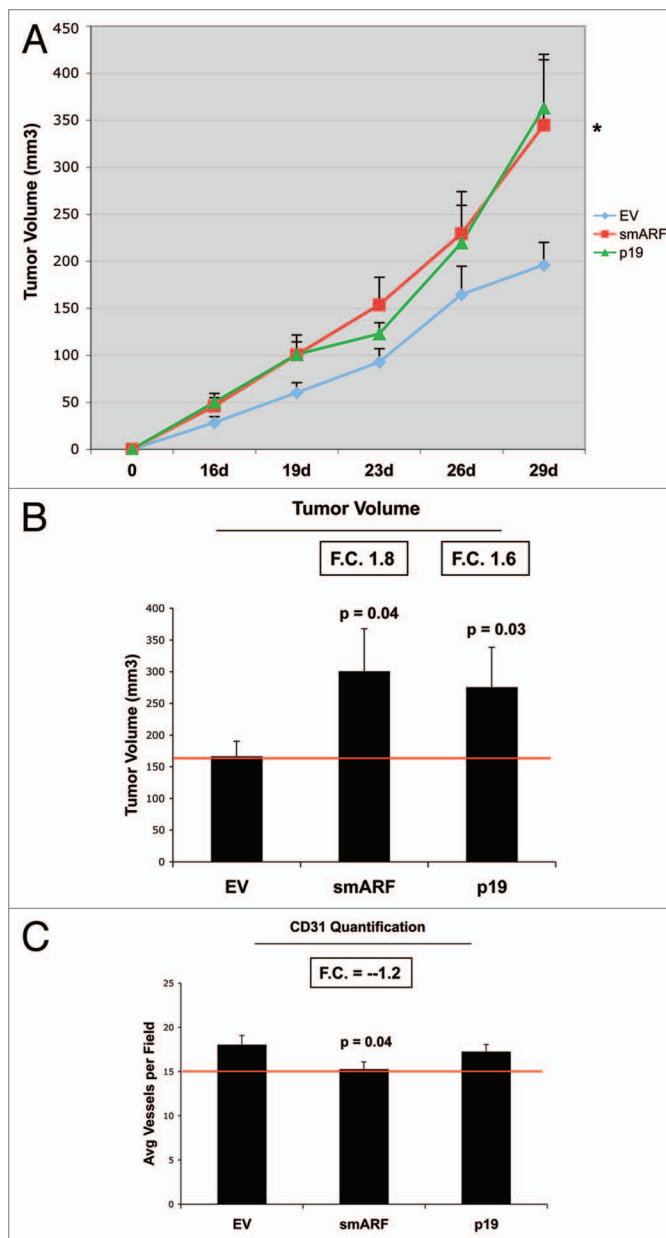 A
Tumor Volume (mm3)
450
400
350
300
250
200
150
100
50
0
0 16d 19d 23d 26d 29d
*
EV
smARF
p19
B
Tumor Volume
F.C. 1.8 F.C. 1.6
p = 0.04 p = 0.03
Tumor Volume (mm3)
400
350
300
250
200
150
100
50
0
EV smARF p19
C
CD31 Quantification
F.C. = --1.2
p = 0.04
Avg Vessels per Field
25
20
15
10
5
0
EV smARF p19